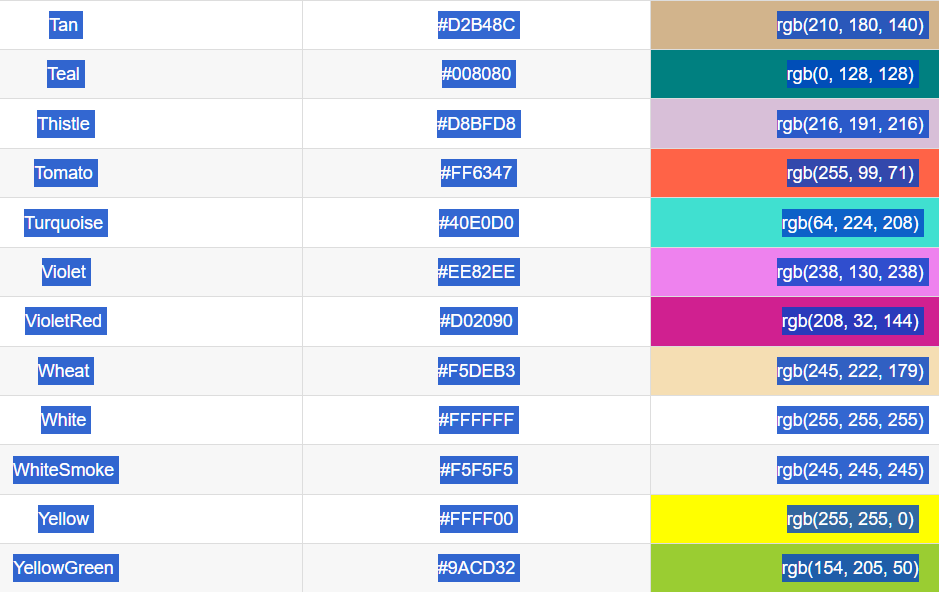 Tan #D2B48C rgb(210, 180, 140)
Teal #008080 rgb(0, 128, 128)
Thistle #D8BFD8 rgb(216, 191, 216)
Tomato #FF6347 rgb(255, 99, 71)
Turquoise #40E0D0 rgb(64, 224, 208)
Violet #EE82EE rgb(238, 130, 238)
VioletRed #D02090 rgb(208, 32, 144)
Wheat #F5DEB3 rgb(245, 222, 179)
White #FFFFFF rgb(255, 255, 255)
WhiteSmoke #F5F5F5 rgb(245, 245, 245)
Yellow #FFFF00 rgb(255, 255, 0)
YellowGreen #9ACD32 rgb(154, 205, 50)